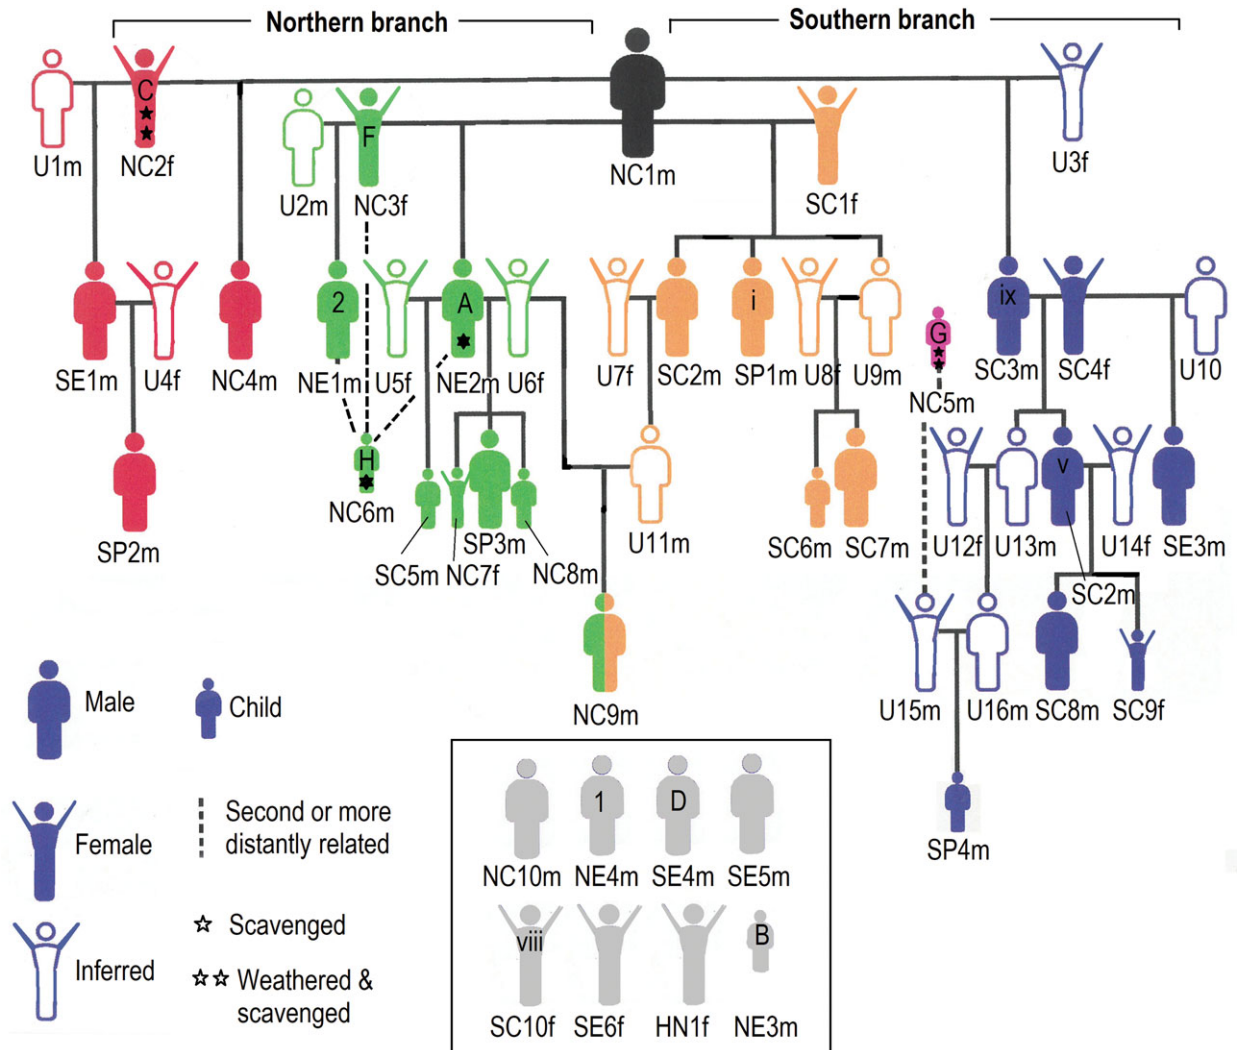 Northern branch
Southern branch
C
F
U1m
NC2f
U2m
NC3f
NC1m
SC1f
U3f
2
A
i
ix
G
SE1m
U4f
NC4m
NE1m
U5f
NE2m
U6f
U7f
SC2m
SP1m
U8f
U9m
NC5m
SC3m
SC4f
U10
H
v
NC6m
SP2m
SC5m
NC7f
SP3m
NC8m
U11m
SC6m
SC7m
U12f
U13m
SC2m
U14f
SE3m
NC9m
U15m
U16m
SC8m
SC9f
SP4m
Male
Child
Female
Second or more
distantly related
Inferred
Scavenged
Weathered &
scavenged
1
D
NC10m
NE4m
SE4m
SE5m
viii
B
SC10f
SE6f
HN1f
NE3m